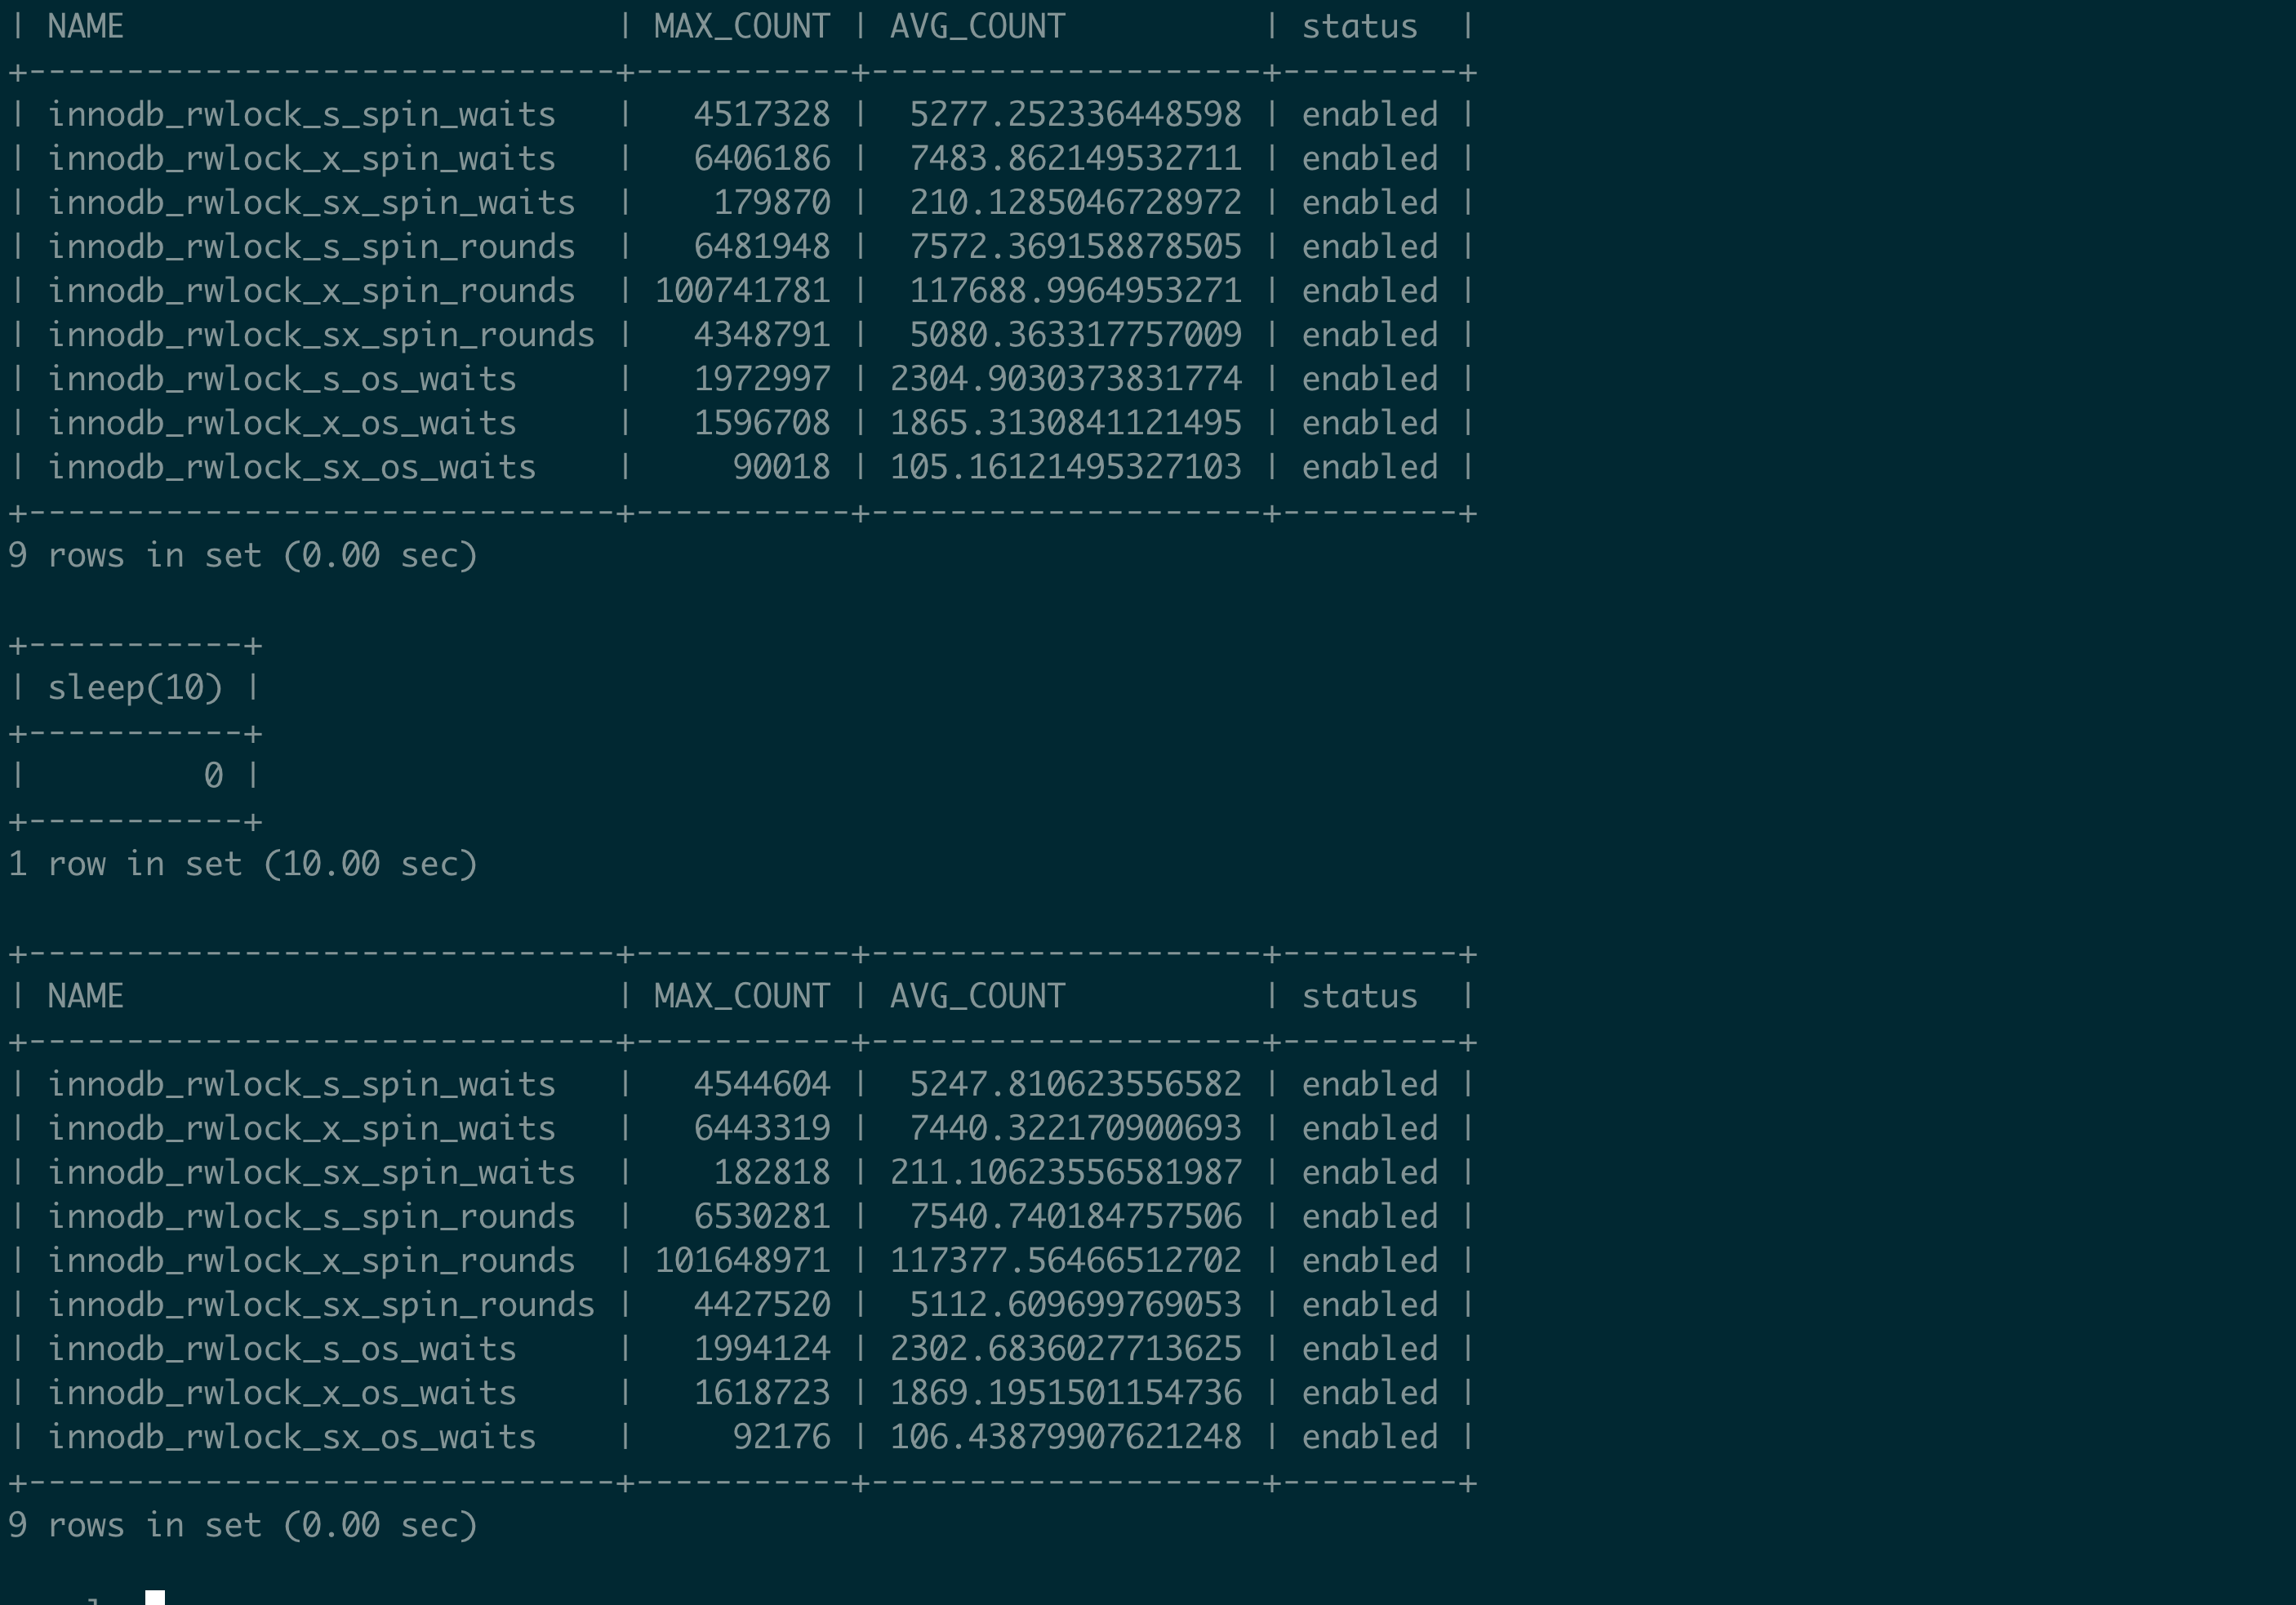 | NAME                         | MAX_COUNT | AVG_COUNT          | status  |
+------------------------------+-----------+--------------------+---------+
| innodb_rwlock_s_spin_waits   |   4517328 |  5277.252336448598 | enabled |
| innodb_rwlock_x_spin_waits   |   6406186 |  7483.862149532711 | enabled |
| innodb_rwlock_sx_spin_waits  |    179870 |  210.1285046728972 | enabled |
| innodb_rwlock_s_spin_rounds  |   6481948 |  7572.369158878505 | enabled |
| innodb_rwlock_x_spin_rounds  | 100741781 |  117688.9964953271 | enabled |
| innodb_rwlock_sx_spin_rounds |   4348791 |  5080.363317757009 | enabled |
| innodb_rwlock_s_os_waits     |   1972997 | 2304.9030373831774 | enabled |
| innodb_rwlock_x_os_waits     |   1596708 | 1865.3130841121495 | enabled |
| innodb_rwlock_sx_os_waits    |     90018 | 105.16121495327103 | enabled |
+------------------------------+-----------+--------------------+---------+
9 rows in set (0.00 sec)

+-----------+
| sleep(10) |
+-----------+
|         0 |
+-----------+
1 row in set (10.00 sec)

+------------------------------+-----------+--------------------+---------+
| NAME                         | MAX_COUNT | AVG_COUNT          | status  |
+------------------------------+-----------+--------------------+---------+
| innodb_rwlock_s_spin_waits   |   4544604 |  5247.810623556582 | enabled |
| innodb_rwlock_x_spin_waits   |   6443319 |  7440.322170900693 | enabled |
| innodb_rwlock_sx_spin_waits  |    182818 | 211.10623556581987 | enabled |
| innodb_rwlock_s_spin_rounds  |   6530281 |  7540.740184757506 | enabled |
| innodb_rwlock_x_spin_rounds  | 101648971 | 117377.56466512702 | enabled |
| innodb_rwlock_sx_spin_rounds |   4427520 |  5112.609699769053 | enabled |
| innodb_rwlock_s_os_waits     |   1994124 | 2302.6836027713625 | enabled |
| innodb_rwlock_x_os_waits     |   1618723 | 1869.1951501154736 | enabled |
| innodb_rwlock_sx_os_waits    |     92176 | 106.43879907621248 | enabled |
+------------------------------+-----------+--------------------+---------+
9 rows in set (0.00 sec)